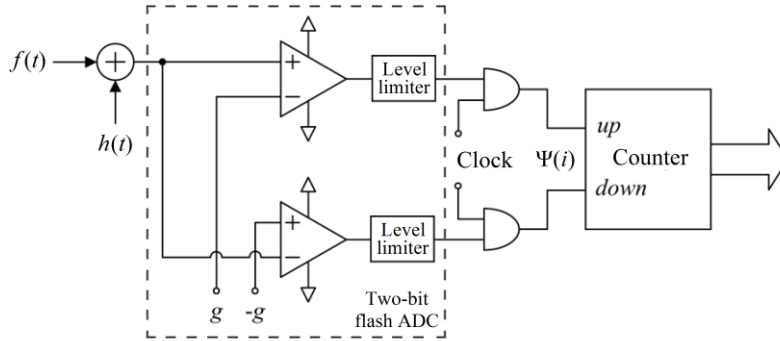 f(t)
+
h(t)
+
−
Level
limiter
Clock
Ψ(i)
up
Counter
down
+
−
Level
limiter
g
-g
Two-bit
flash ADC